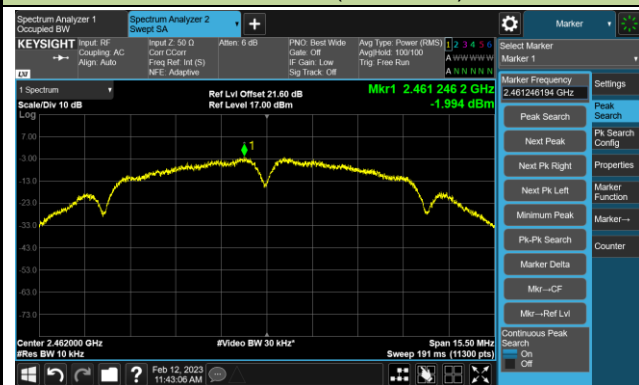 Spectrum Analyzer 1
Occupied BW
Spectrum Analyzer 2
Swept SA
Marker
KEYSIGHT
Input: RF
Coupling: AC
Align: Auto
Input Z: 50 Ω
Corr CCorr
Freq Ref: Int (S)
NFE: Adaptive
Atten: 6 dB
PNO: Best Wide
Gate: Off
IF Gain: Low
Sig Track: Off
Avg Type: Power (RMS)
Avg|Hold: 100/100
Trig: Free Run
1 2 3 4 5 6
A W W W W W
A N N N N N
LXI
Select Marker
Marker 1
1 Spectrum
Scale/Div 10 dB
Log
Ref Lvl Offset 21.60 dB
Ref Level 17.00 dBm
Mkr1 2.461 246 2 GHz
-1.994 dBm
Marker Frequency
2.461246194 GHz
Settings
Peak Search
Peak
Search
Next Peak
Pk Search
Config
Next Pk Right
Properties
Next Pk Left
Marker
Function
Minimum Peak
Marker→
Pk-Pk Search
Counter
Marker Delta
Mkr→CF
Mkr→Ref Lvl
Continuous Peak
Search
On
Off
7.00
-3.00
-13.0
-23.0
-33.0
-43.0
-53.0
-63.0
-73.0
1
Center 2.462000 GHz
#Res BW 10 kHz
#Video BW 30 kHz*
Span 15.50 MHz
Sweep 191 ms (11300 pts)
?
Feb 12, 2023
11:43:06 AM